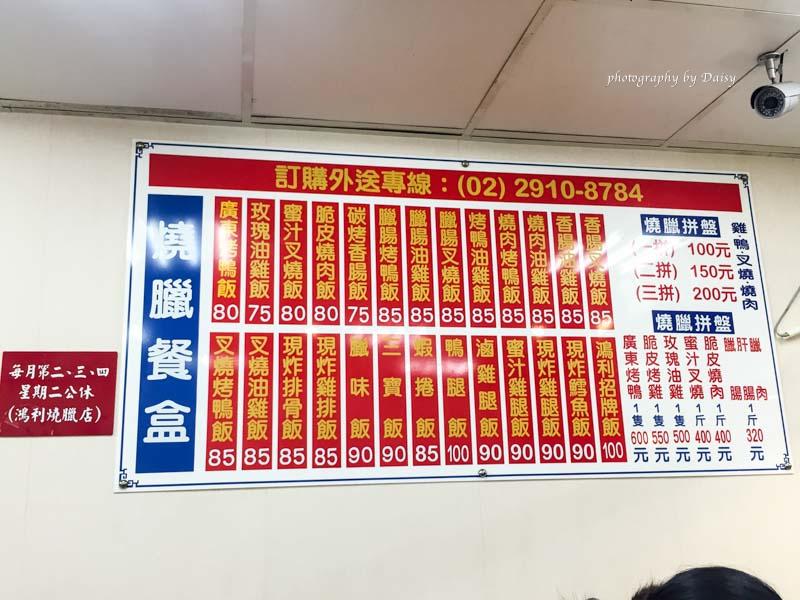 photography by Daisy
訂購外送專線：(02) 2910-8784
燒臘餐盒
廣東烤鴨飯 80
玫瑰油雞飯 75
蜜汁叉燒飯 80
脆皮燒肉飯 80
碳烤香腸飯 75
臘腸烤鴨飯 85
臘腸油雞飯 85
臘腸叉燒飯 85
烤鴨油雞飯 85
燒肉烤鴨飯 85
燒肉油雞飯 85
香腸油雞飯 85
香腸叉燒飯 85
叉燒烤鴨飯 85
叉燒油雞飯 85
現炸排骨飯 85
現炸雞排飯 85
臘味飯 90
三寶飯 90
蝦捲飯 85
鴨腿飯 100
滷雞腿飯 90
蜜汁雞腿飯 90
現炸雞腿飯 90
現炸鱈魚飯 90
鴻利招牌飯 100
燒臘拼盤
(二拼) 150元
(三拼) 200元
雞·鴨·叉燒·燒肉
燒臘拼盤
廣東烤鴨 1隻 600元
脆皮烤雞 1隻 550元
玫瑰油雞 1隻 500元
蜜汁叉燒 1斤 400元
脆皮燒肉 1斤 400元
臘腸
肝腸
臘肉
1斤 320元
每月第二、三、四
星期二公休
(鴻利燒臘店)